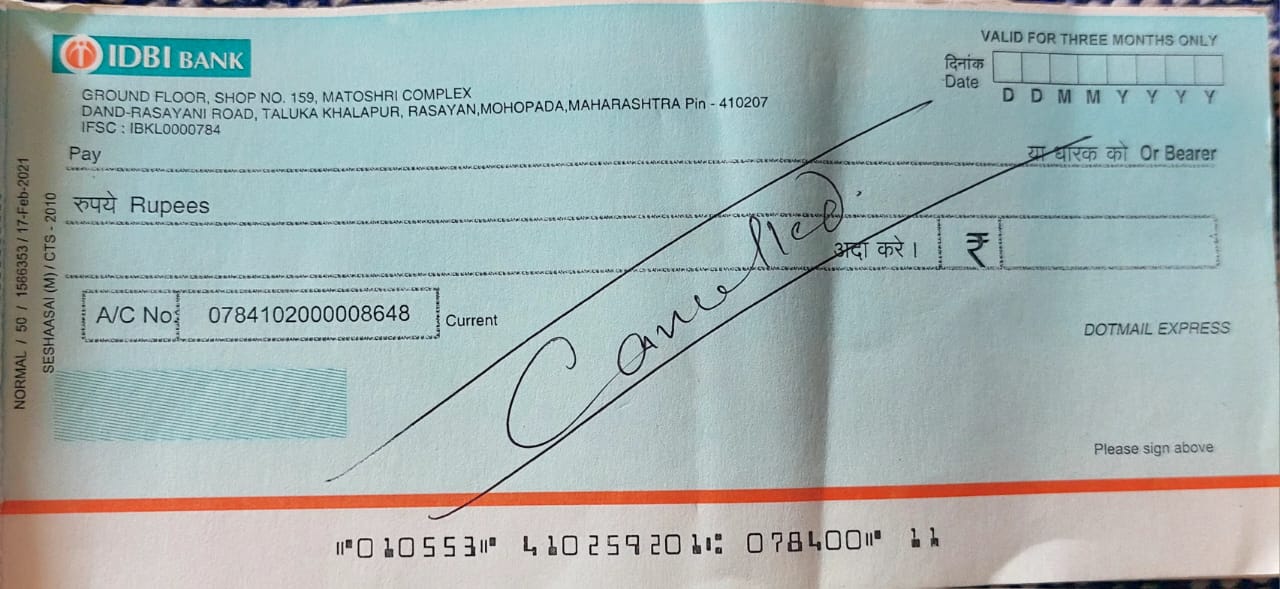 IDBI BANK
VALID FOR THREE MONTHS ONLY
दिनांक
Date
D D M M Y Y Y Y
GROUND FLOOR, SHOP NO. 159, MATOSHRI COMPLEX
DAND-RASAYANI ROAD, TALUKA KHALAPUR, RASAYAN,MOHOPADA,MAHARASHTRA Pin - 410207
IFSC : IBKL0000784
Pay या धारक को Or Bearer
रुपये Rupees
Cancelled
अदा करे। ₹
A/C No. 0784102000008648 Current
DOTMAIL EXPRESS
Please sign above
NORMAL / 50 / 1586353 / 17-Feb-2021
SESHAASAI (M) / CTS - 2010
⑈010553⑈ 410259201⑆ 078400⑈ 11